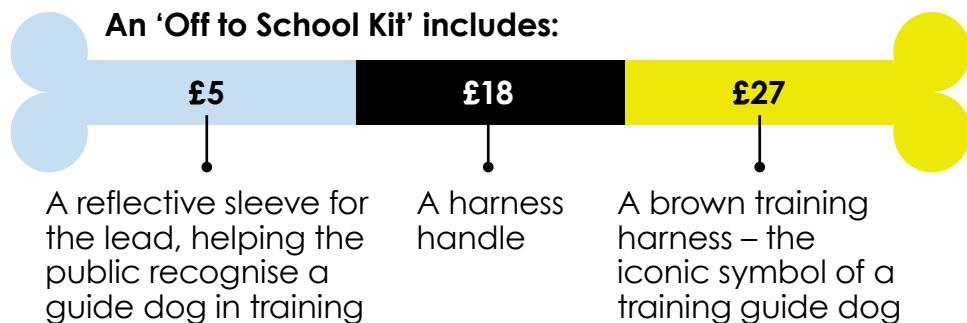 An ‘Off to School Kit’ includes:
£5
£18
£27
A reflective sleeve for
the lead, helping the
public recognise a
guide dog in training
A harness
handle
A brown training
harness – the
iconic symbol of a
training guide dog